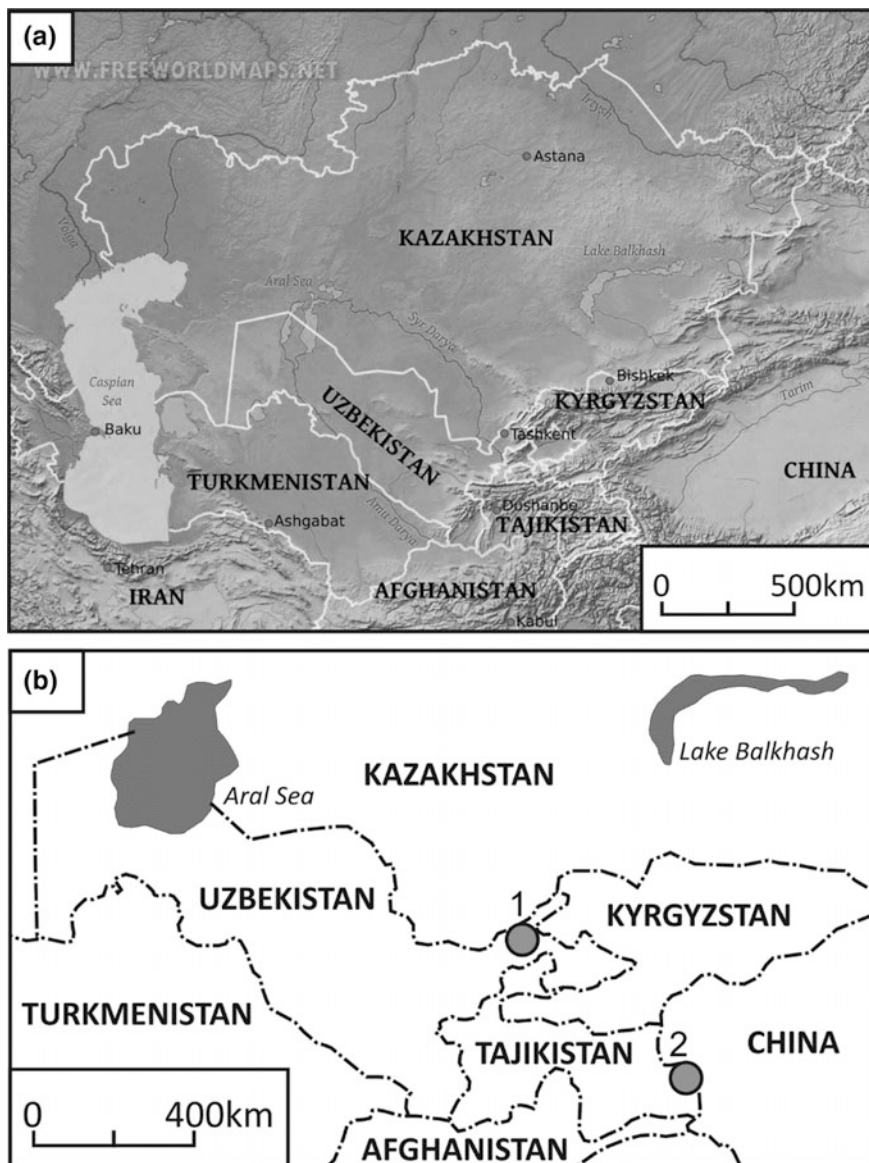 (a)
WWW.FREEWORLDMAPS.NET
Irtysh
Astana
Volga
KAZAKHSTAN
Lake Balkhash
Aral Sea
Syr Darya
Caspian
Sea
Bishkek
KYRGYZSTAN
Baku
UZBEKISTAN
Tashkent
Tarim
TURKMENISTAN
CHINA
Dushanbe
Ashgabat
Amu Darya
TAJIKISTAN
Tehran
IRAN
AFGHANISTAN
Kabul
0 500km
(b)
Lake Balkhash
KAZAKHSTAN
Aral Sea
UZBEKISTAN
1
KYRGYZSTAN
TURKMENISTAN
TAJIKISTAN
2
CHINA
0 400km
AFGHANISTAN